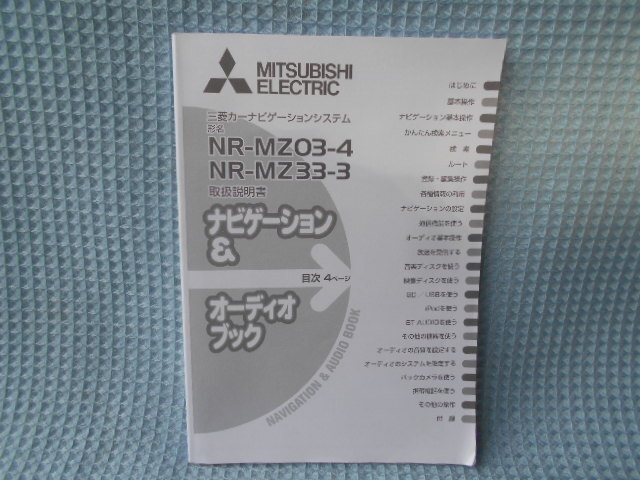 MITSUBISHI
ELECTRIC
三菱カーナビゲーションシステム
形名
NR-MZ03-4
NR-MZ33-3
取扱説明書
ナビゲーション
&
目次 4ページ
オーディオ
ブック
NAVIGATION & AUDIO BOOK
はじめに
基本操作
ナビゲーション基本操作
かんたん検索メニュー
検 索
ルート
登録・編集操作
各種情報の利用
ナビゲーションの設定
通信機能を使う
オーディオ基本操作
放送を受信する
音楽ディスクを使う
映像ディスクを使う
SD／USBを使う
iPodを使う
BT AUDIOを使う
その他の機器を使う
オーディオの音質を設定する
オーディオのシステムを設定する
バックカメラを使う
携帯電話を使う
その他の操作
付 録